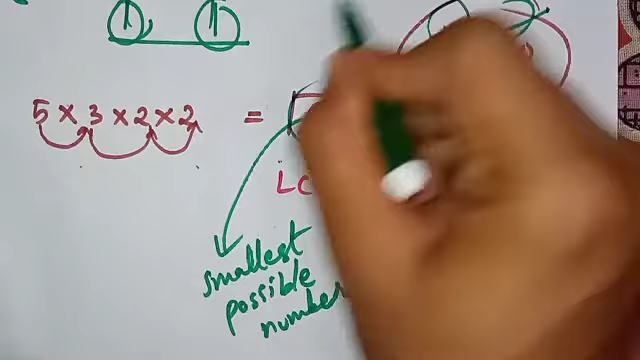 1 1
5 × 3 × 2 × 2 =
LC
smallest
possible
number